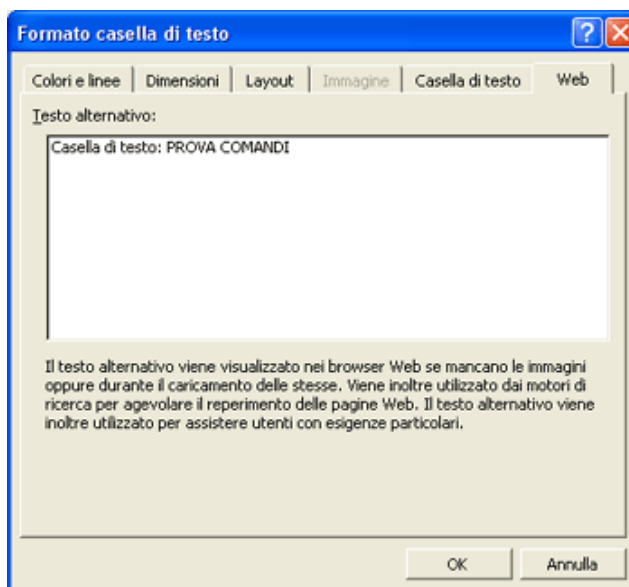 Formato casella di testo
Colori e linee Dimensioni Layout Immagine Casella di testo Web
Testo alternativo:
Casella di testo: PROVA COMANDI
Il testo alternativo viene visualizzato nei browser Web se mancano le immagini
oppure durante il caricamento delle stesse. Viene inoltre utilizzato dai motori di
ricerca per agevolare il reperimento delle pagine Web. Il testo alternativo viene
inoltre utilizzato per assistere utenti con esigenze particolari.
OK Annulla